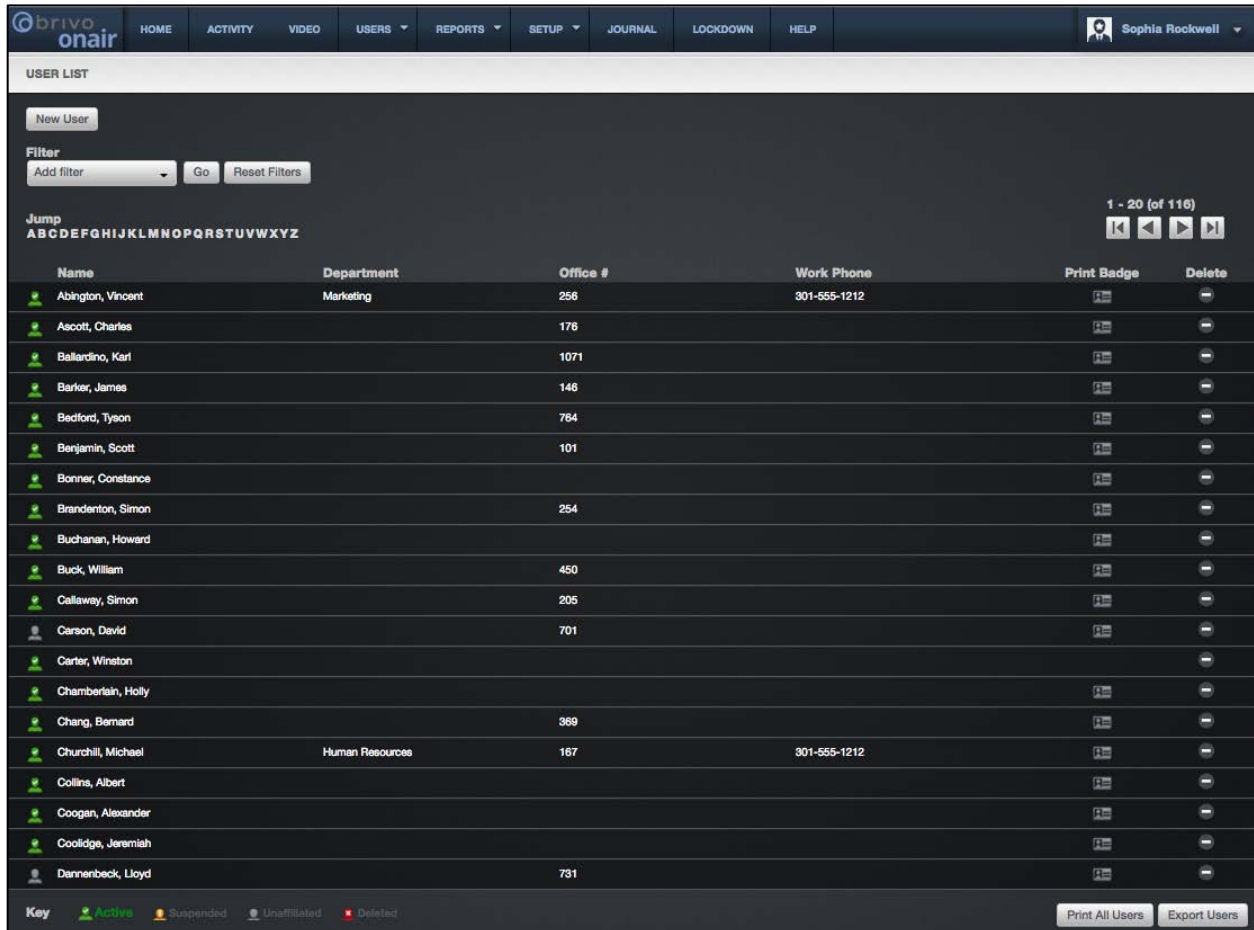 brivo
onair
HOME ACTIVITY VIDEO USERS REPORTS SETUP JOURNAL LOCKDOWN HELP Sophia Rockwell
USER LIST
New User
Filter
Add filter Go Reset Filters
1 - 20 (of 116)
Jump
A B C D E F G H I J K L M N O P Q R S T U V W X Y Z
Name Department Office # Work Phone Print Badge Delete
Abington, Vincent Marketing 256 301-555-1212
Ascott, Charles 176
Ballardino, Karl 1071
Barker, James 146
Bedford, Tyson 764
Benjamin, Scott 101
Bonner, Constance
Brandenton, Simon 254
Buchanan, Howard
Buck, William 450
Callaway, Simon 205
Carson, David 701
Carter, Winston
Chamberlain, Holly
Chang, Bernard 369
Churchill, Michael Human Resources 167 301-555-1212
Collins, Albert
Coogan, Alexander
Coolidge, Jeremiah
Dannenbeck, Lloyd 731
Key Active Suspended Unaffiliated Deleted Print All Users Export Users